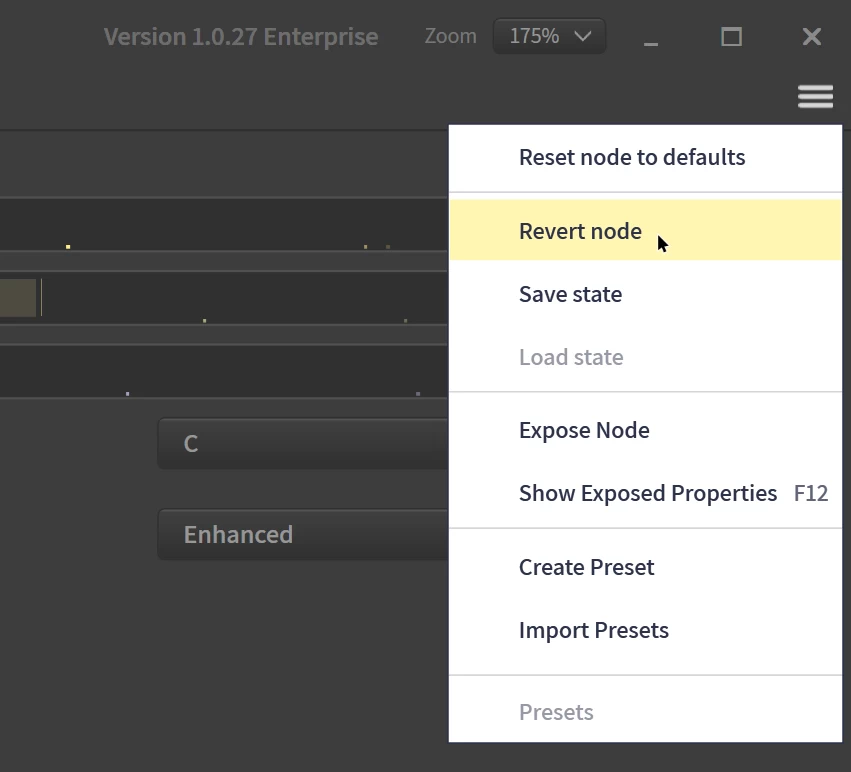 Version 1.0.27 Enterprise Zoom 175%
Reset node to defaults
Revert node
Save state
Load state
C
Expose Node
Show Exposed Properties F12
Enhanced
Create Preset
Import Presets
Presets